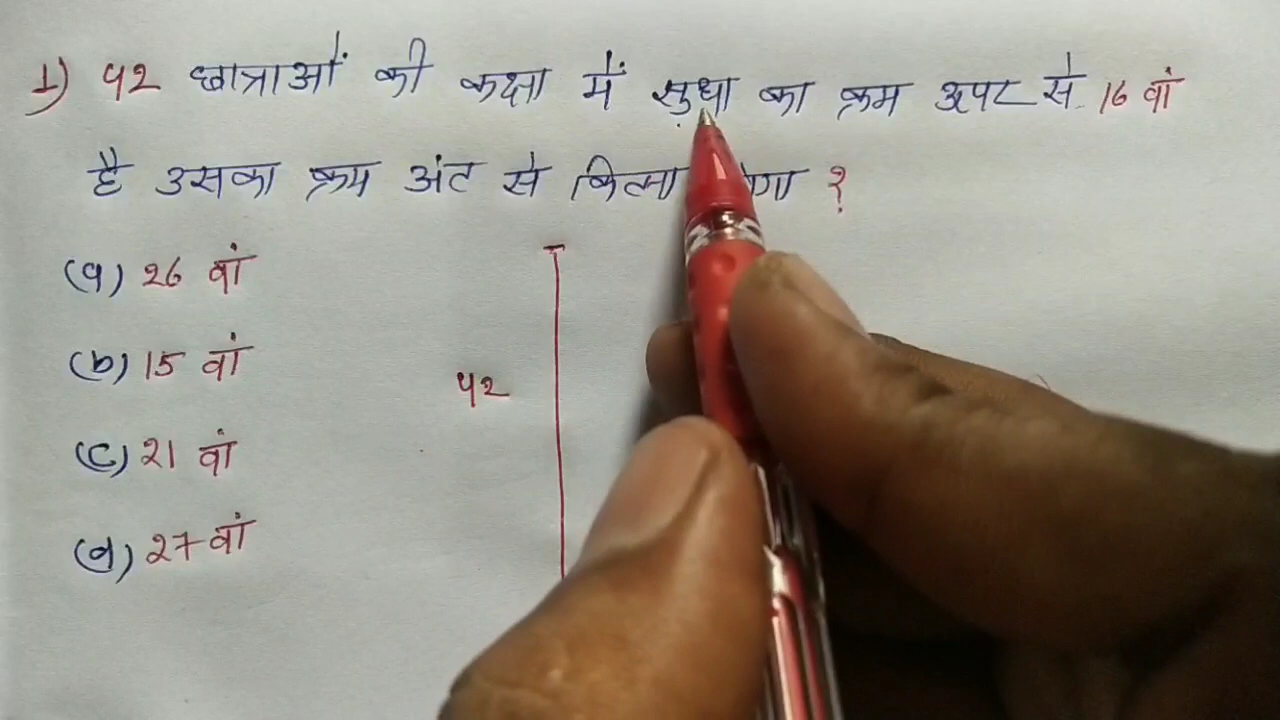 1) 42 छात्राओं की कक्षा में सुधा का क्रम ऊपर से 16 वां
है उसका क्रम अंत से ?
(a) 26 वां
(b) 15 वां
(c) 21 वां
(d) 27 वां
42